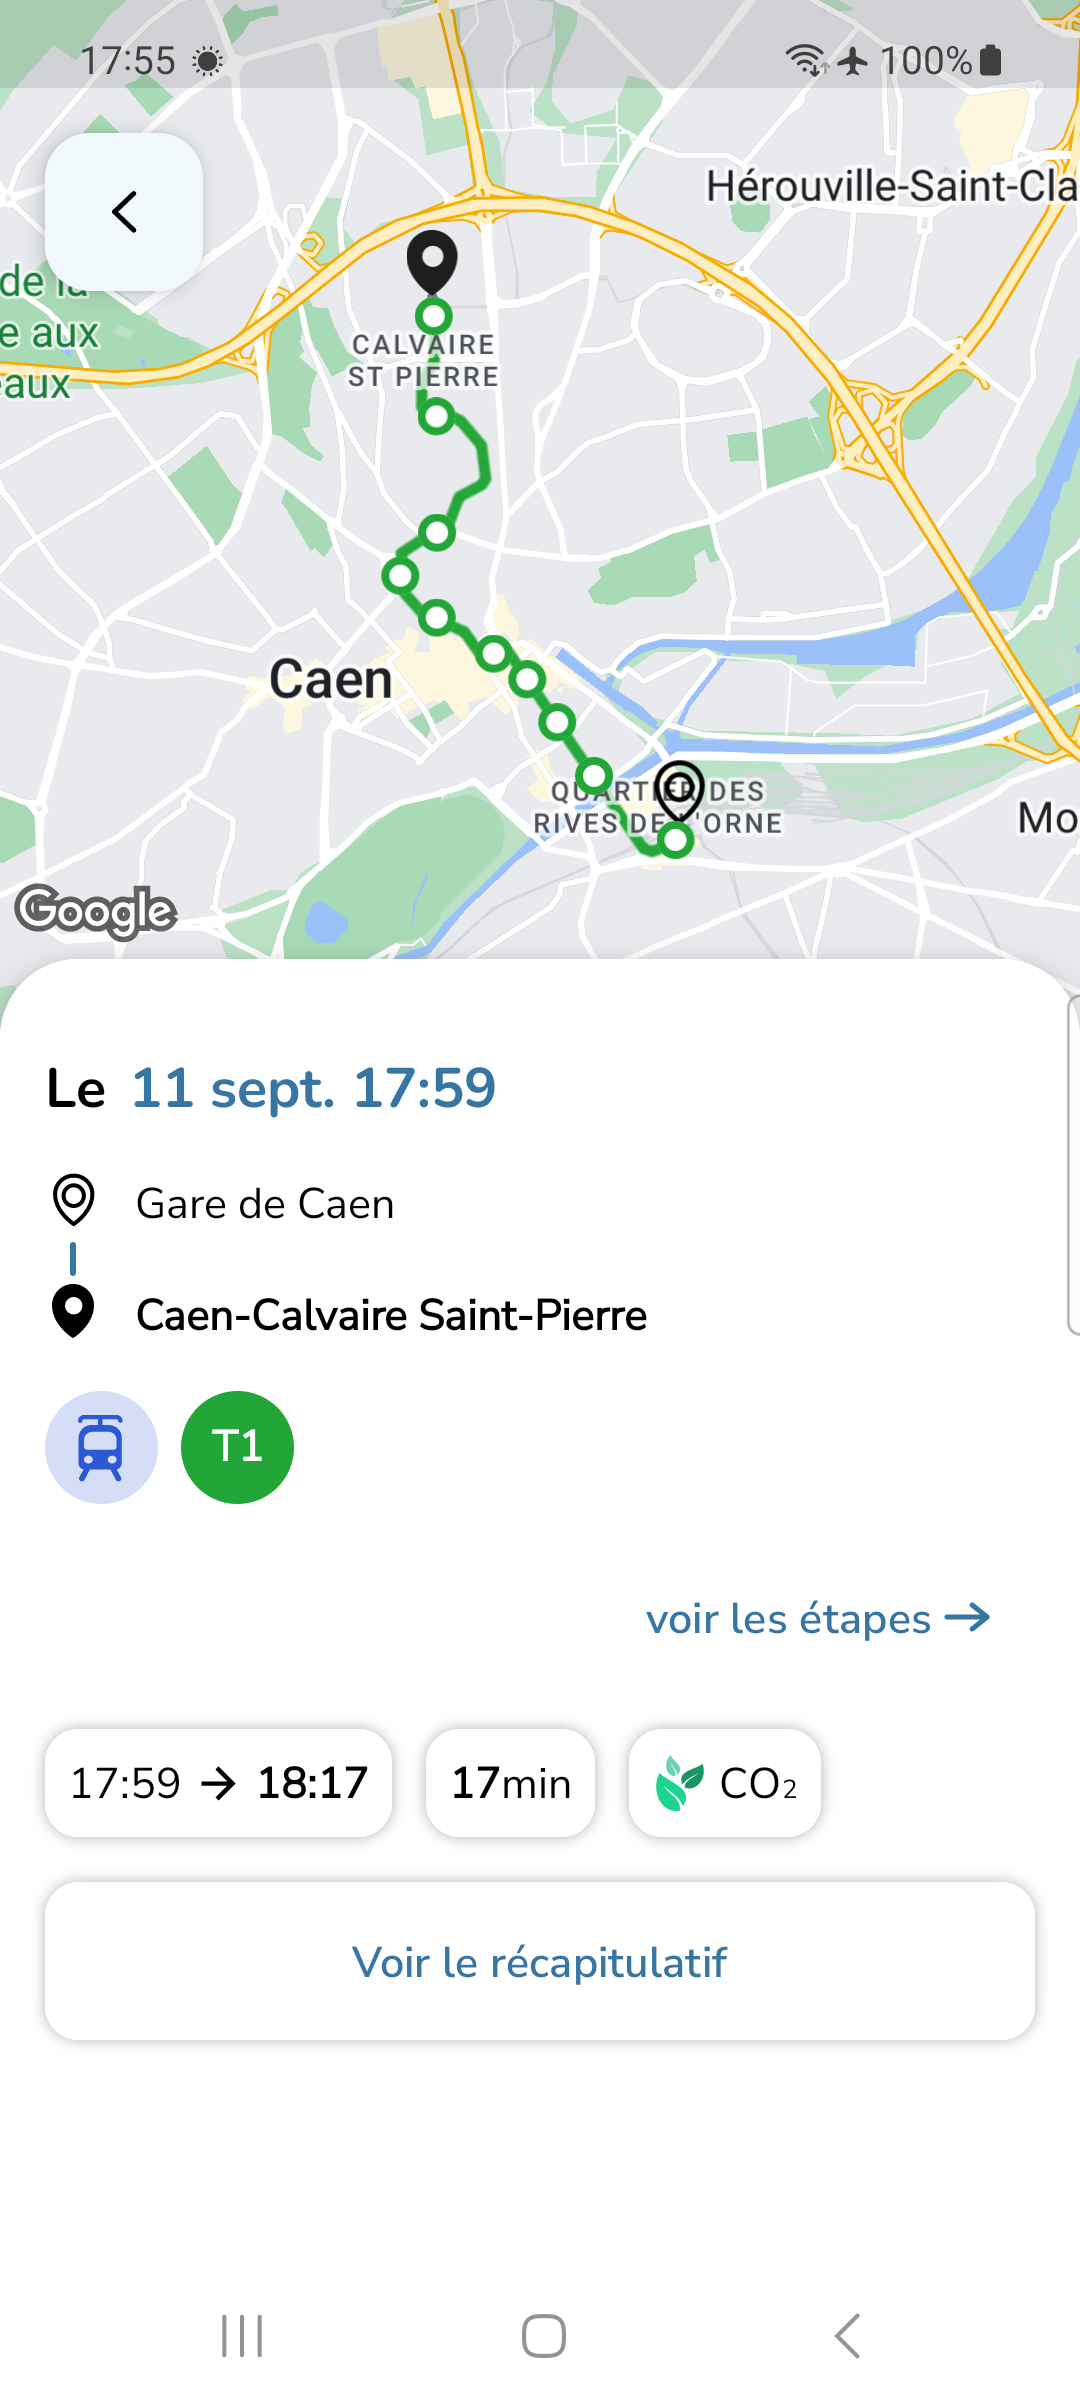 17:55
100%
Hérouville-Saint-Cla
de la
e aux
eaux
CALVAIRE
ST PIERRE
Caen
QUARTIER DES
RIVES DE L'ORNE
Mo
Google
Le 11 sept. 17:59
Gare de Caen
Caen-Calvaire Saint-Pierre
T1
voir les étapes →
17:59 → 18:17
17min
CO₂
Voir le récapitulatif